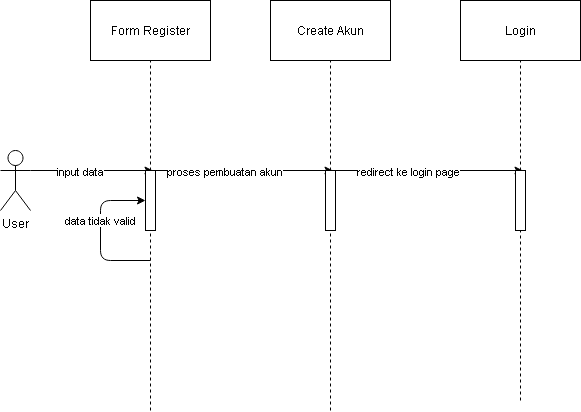 Form Register
Create Akun
Login
input data
proses pembuatan akun
redirect ke login page
data tidak valid
User